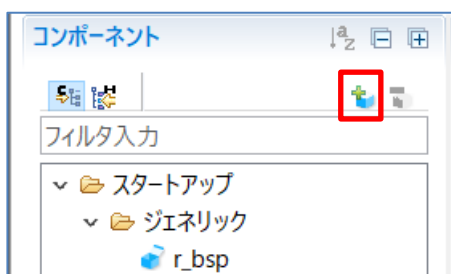 コンポーネント
フィルタ入力
スタートアップ
ジェネリック
r_bsp